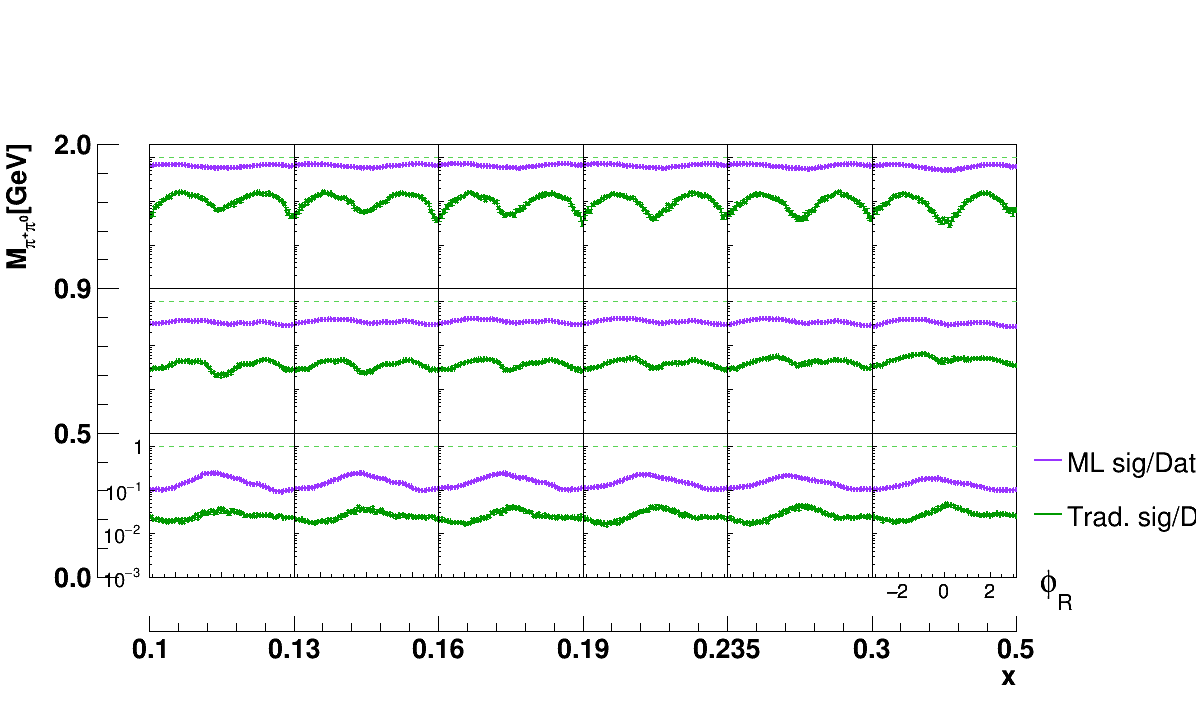 2.0
M_{π⁺π⁰}[GeV]
0.9
0.5
1
10⁻¹
10⁻²
0.0
10⁻³
ML sig/Dat
Trad. sig/D
−2 0 2
ϕ_R
0.1 0.13 0.16 0.19 0.235 0.3 0.5
x